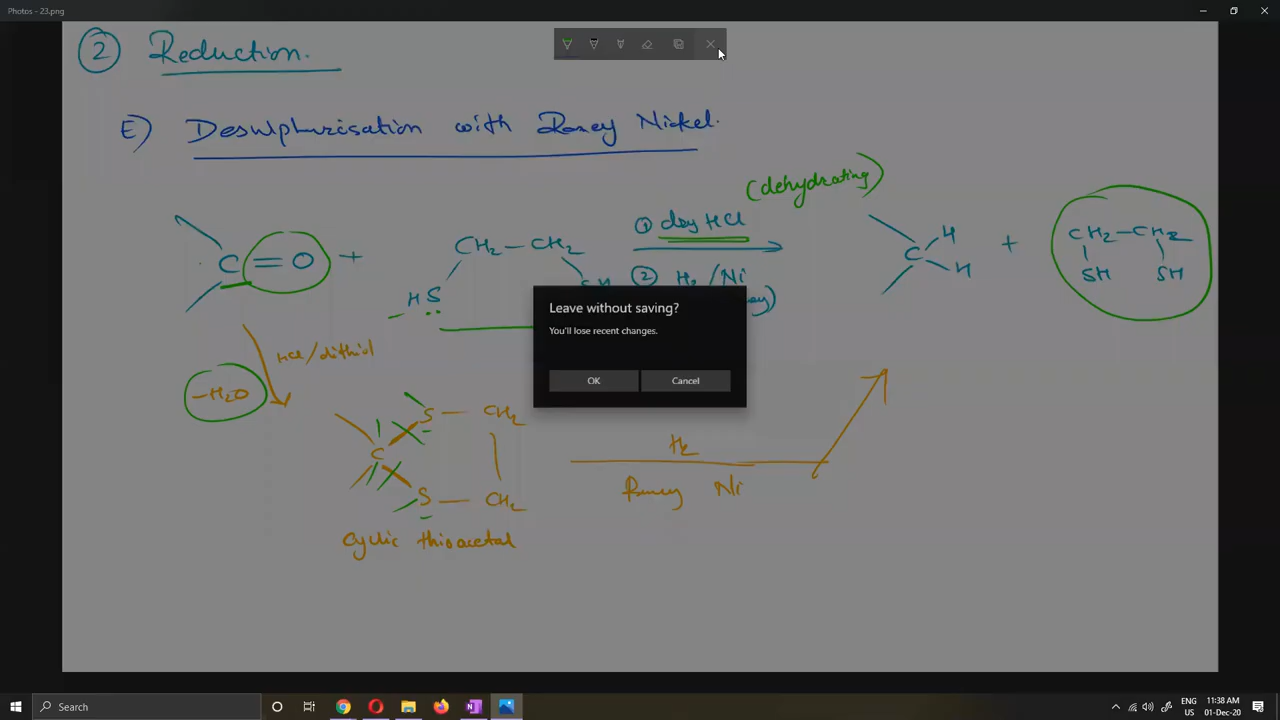 Photos - 23.png
② Reduction.
E) Desulphurisation with Raney Nickel.
(dehydrating)
C = O + CH2 - CH2 ① dry HCl C H H + CH2 - CH2
HS SH ② H2/Ni SH SH
Leave without saving?
You'll lose recent changes.
OK Cancel
HCl/dithiol
-H2O
S - CH2
C
S - CH2
H2
Raney Ni
cyclic thioacetal
Search
ENG 11:38 AM
US 01-Dec-20